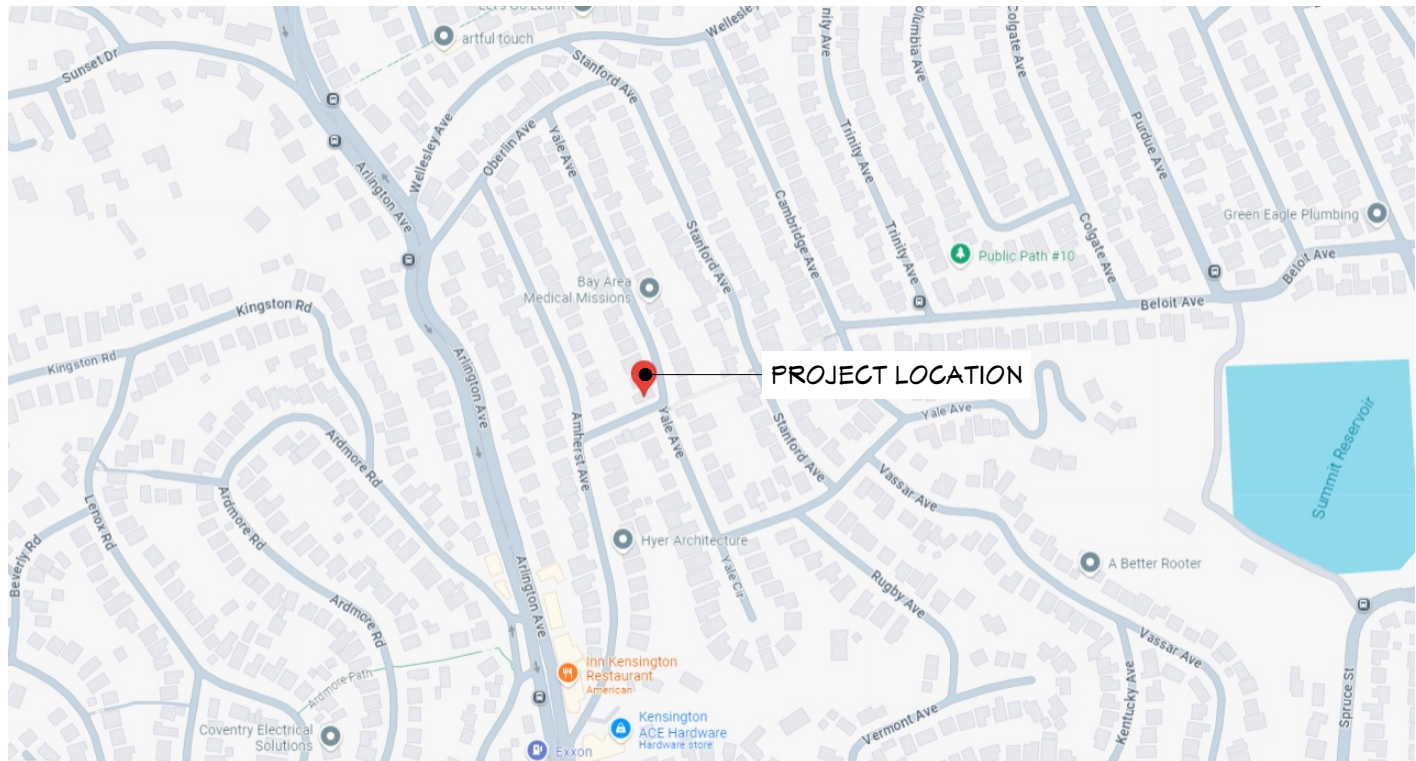 Let's Go Learn
artful touch
Sunset Dr
Wellesley
Stanford Ave
Trinity Ave
Columbia Ave
Colgate Ave
Wellesley Ave
Oberlin Ave
Yale Ave
Arlington Ave
Purdue Ave
Trinity Ave
Cambridge Ave
Green Eagle Plumbing
Stanford Ave
Trinity Ave
Public Path #10
Colgate Ave
Beloit Ave
Bay Area
Medical Missions
Beloit Ave
Kingston Rd
Kingston Rd
Arlington Ave
PROJECT LOCATION
Amherst Ave
Yale Ave
Stanford Ave
Yale Ave
Summit Reservoir
Ardmore Rd
Vassar Ave
Ardmore Rd
Lenox Rd
Beverly Rd
Hyer Architecture
A Better Rooter
Yale Cir
Arlington Ave
Rugby Ave
Ardmore Rd
Vassar Ave
Inn Kensington
Restaurant
American
Ardmore Path
Kentucky Ave
Spruce St
Vermont Ave
Coventry Electrical
Solutions
Kensington
ACE Hardware
Hardware store
Exxon